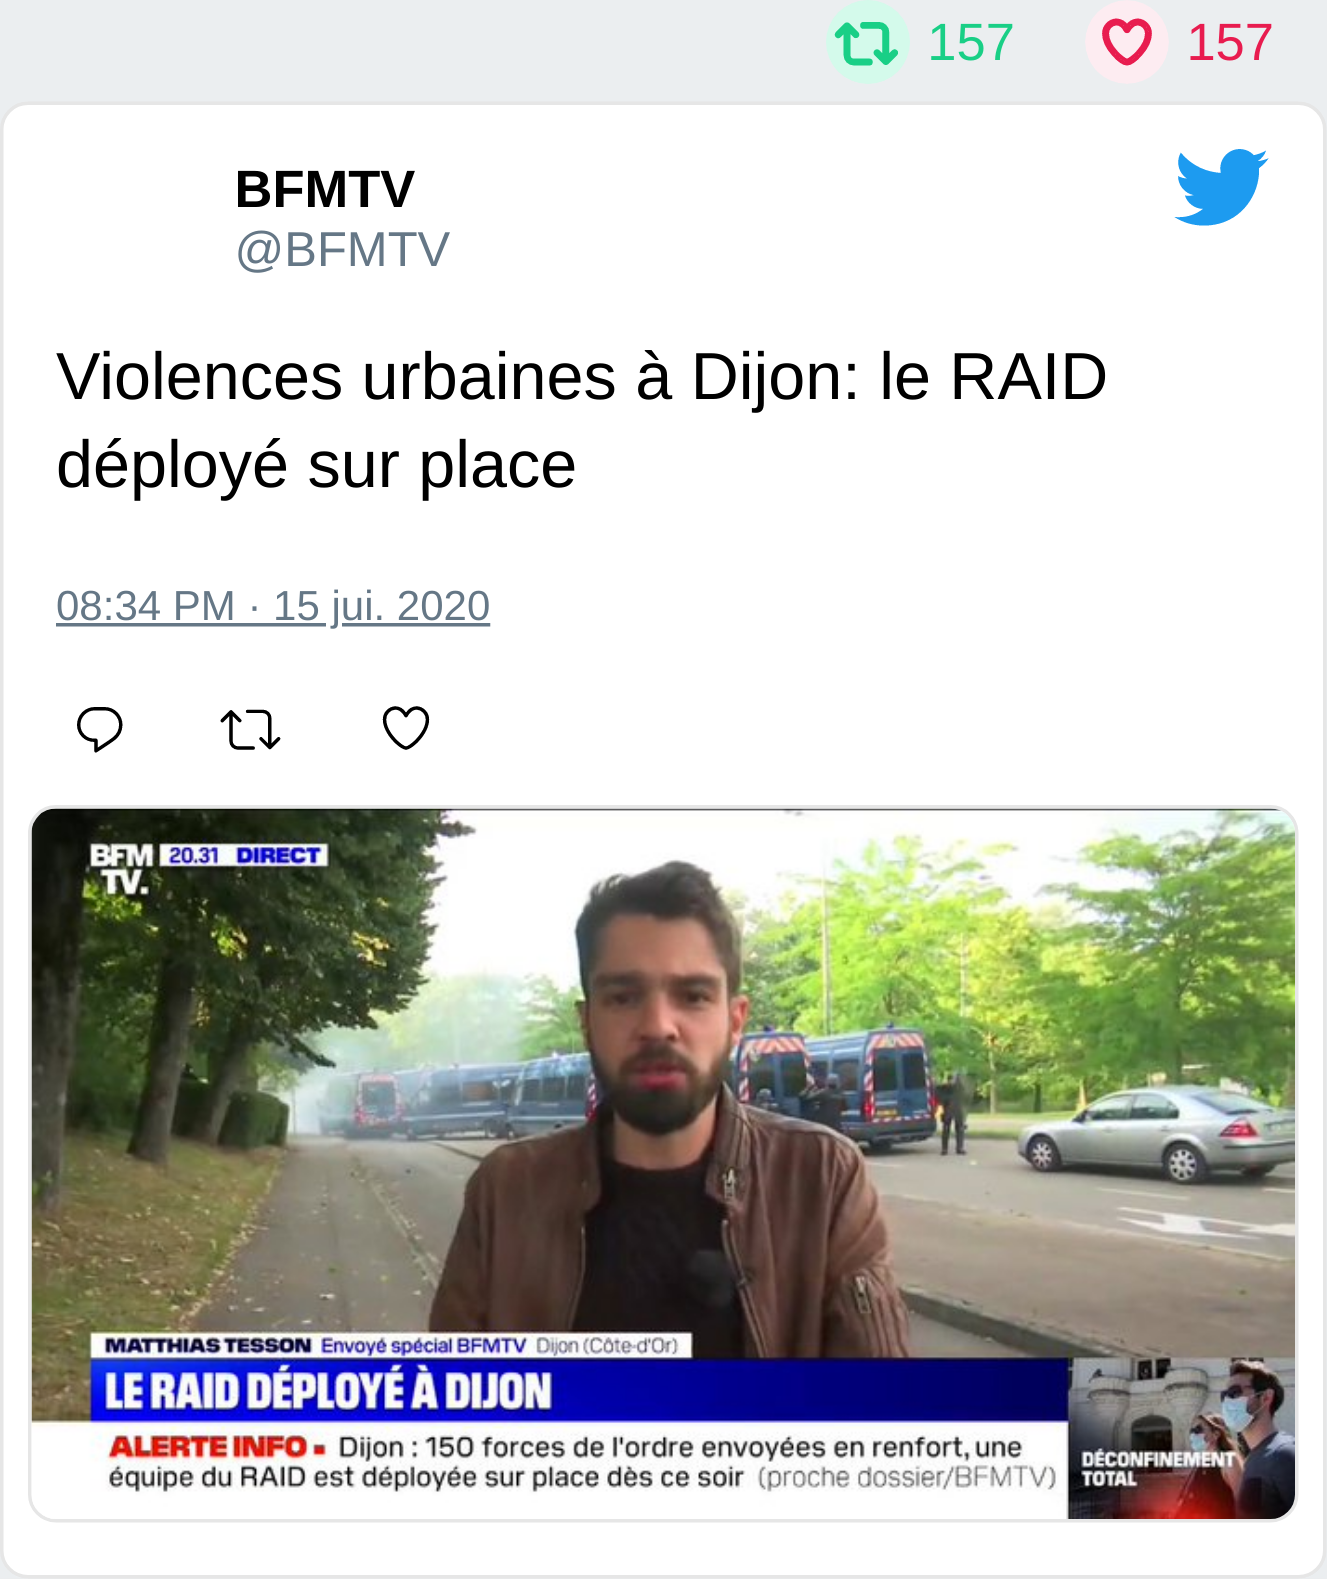 157 157
BFMTV
@BFMTV
Violences urbaines à Dijon: le RAID
déployé sur place
08:34 PM · 15 jui. 2020
BFM 20.31 DIRECT
TV.
MATTHIAS TESSON Envoyé spécial BFMTV Dijon (Côte-d'Or)
LE RAID DÉPLOYÉ À DIJON
ALERTE INFO ▪ Dijon : 150 forces de l'ordre envoyées en renfort, une
équipe du RAID est déployée sur place dès ce soir (proche dossier/BFMTV)
DÉCONFINEMENT
TOTAL